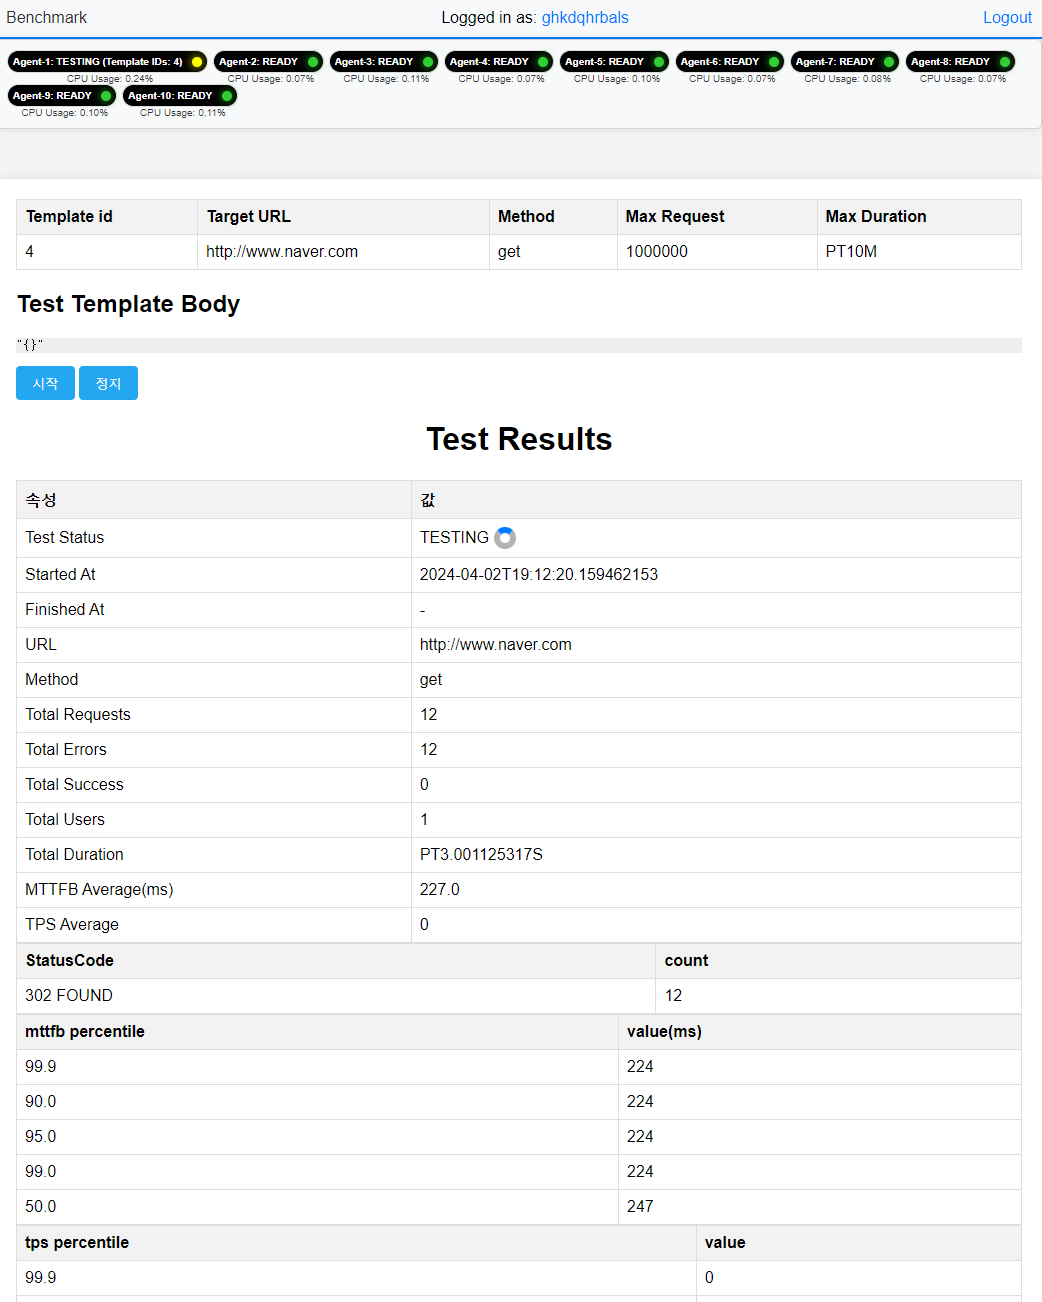 Benchmark Logged in as: ghkdqhrbals Logout
Agent-1: TESTING (Template IDs: 4) Agent-2: READY Agent-3: READY Agent-4: READY Agent-5: READY Agent-6: READY Agent-7: READY Agent-8: READY
CPU Usage: 0.24% CPU Usage: 0.07% CPU Usage: 0.11% CPU Usage: 0.07% CPU Usage: 0.10% CPU Usage: 0.07% CPU Usage: 0.08% CPU Usage: 0.07%
Agent-9: READY Agent-10: READY
CPU Usage: 0.10% CPU Usage: 0.11%
Template id Target URL Method Max Request Max Duration
4 http://www.naver.com get 1000000 PT10M
Test Template Body
"{}"
시작 정지
Test Results
속성 값
Test Status TESTING
Started At 2024-04-02T19:12:20.159462153
Finished At -
URL http://www.naver.com
Method get
Total Requests 12
Total Errors 12
Total Success 0
Total Users 1
Total Duration PT3.001125317S
MTTFB Average(ms) 227.0
TPS Average 0
StatusCode count
302 FOUND 12
mttfb percentile value(ms)
99.9 224
90.0 224
95.0 224
99.0 224
50.0 247
tps percentile value
99.9 0